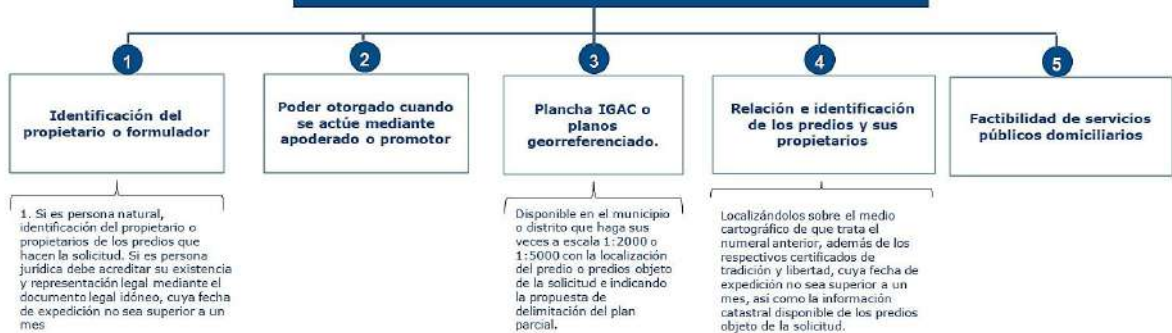 1
Identificación del
propietario o formulador
1. Si es persona natural,
identificación del propietario o
propietarios de los predios que
hacen la solicitud. Si es persona
jurídica debe acreditar su existencia
y representación legal mediante el
documento legal idóneo, cuya fecha
de expedición no sea superior a un
mes
2
Poder otorgado cuando
se actúe mediante
apoderado o promotor
3
Plancha IGAC o
planos
georreferenciado.
Disponible en el municipio
o distrito que haga sus
veces a escala 1:2000 o
1:5000 con la localización
del predio o predios objeto
de la solicitud e indicando
la propuesta de
delimitación del plan
parcial.
4
Relación e identificación
de los predios y sus
propietarios
Localizándolos sobre el medio
cartográfico de que trata el
numeral anterior, además de los
respectivos certificados de
tradición y libertad, cuya fecha de
expedición no sea superior a un
mes, así como la información
catastral disponible de los predios
objeto de la solicitud.
5
Factibilidad de servicios
públicos domiciliarios